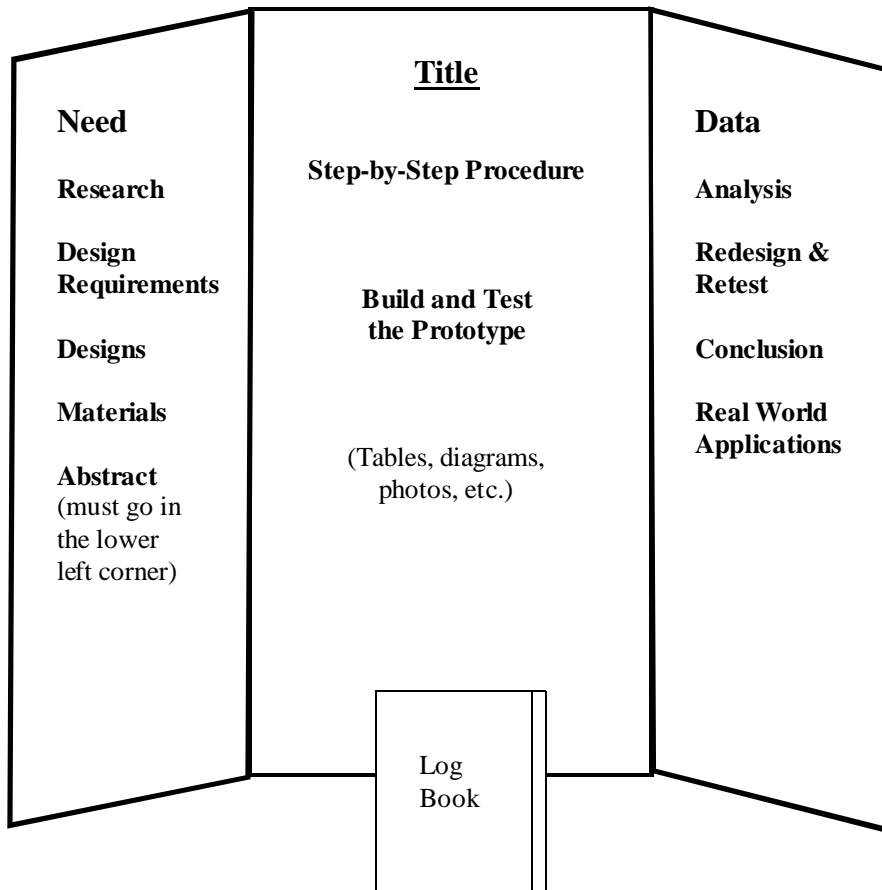 Need
Research
Design
Requirements
Designs
Materials
Abstract
(must go in
the lower
left corner)
Title
Step-by-Step Procedure
Build and Test
the Prototype
(Tables, diagrams,
photos, etc.)
Log
Book
Data
Analysis
Redesign &
Retest
Conclusion
Real World
Applications